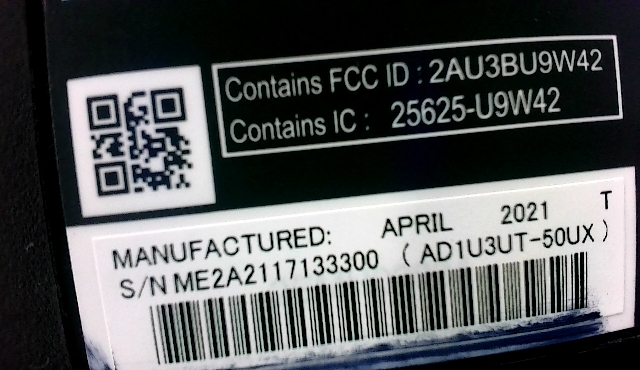 Contains FCC ID : 2AU3BU9W42
Contains IC : 25625-U9W42
MANUFACTURED: APRIL 2021 T
S/N ME2A2117133300 ( AD1U3UT-50UX )